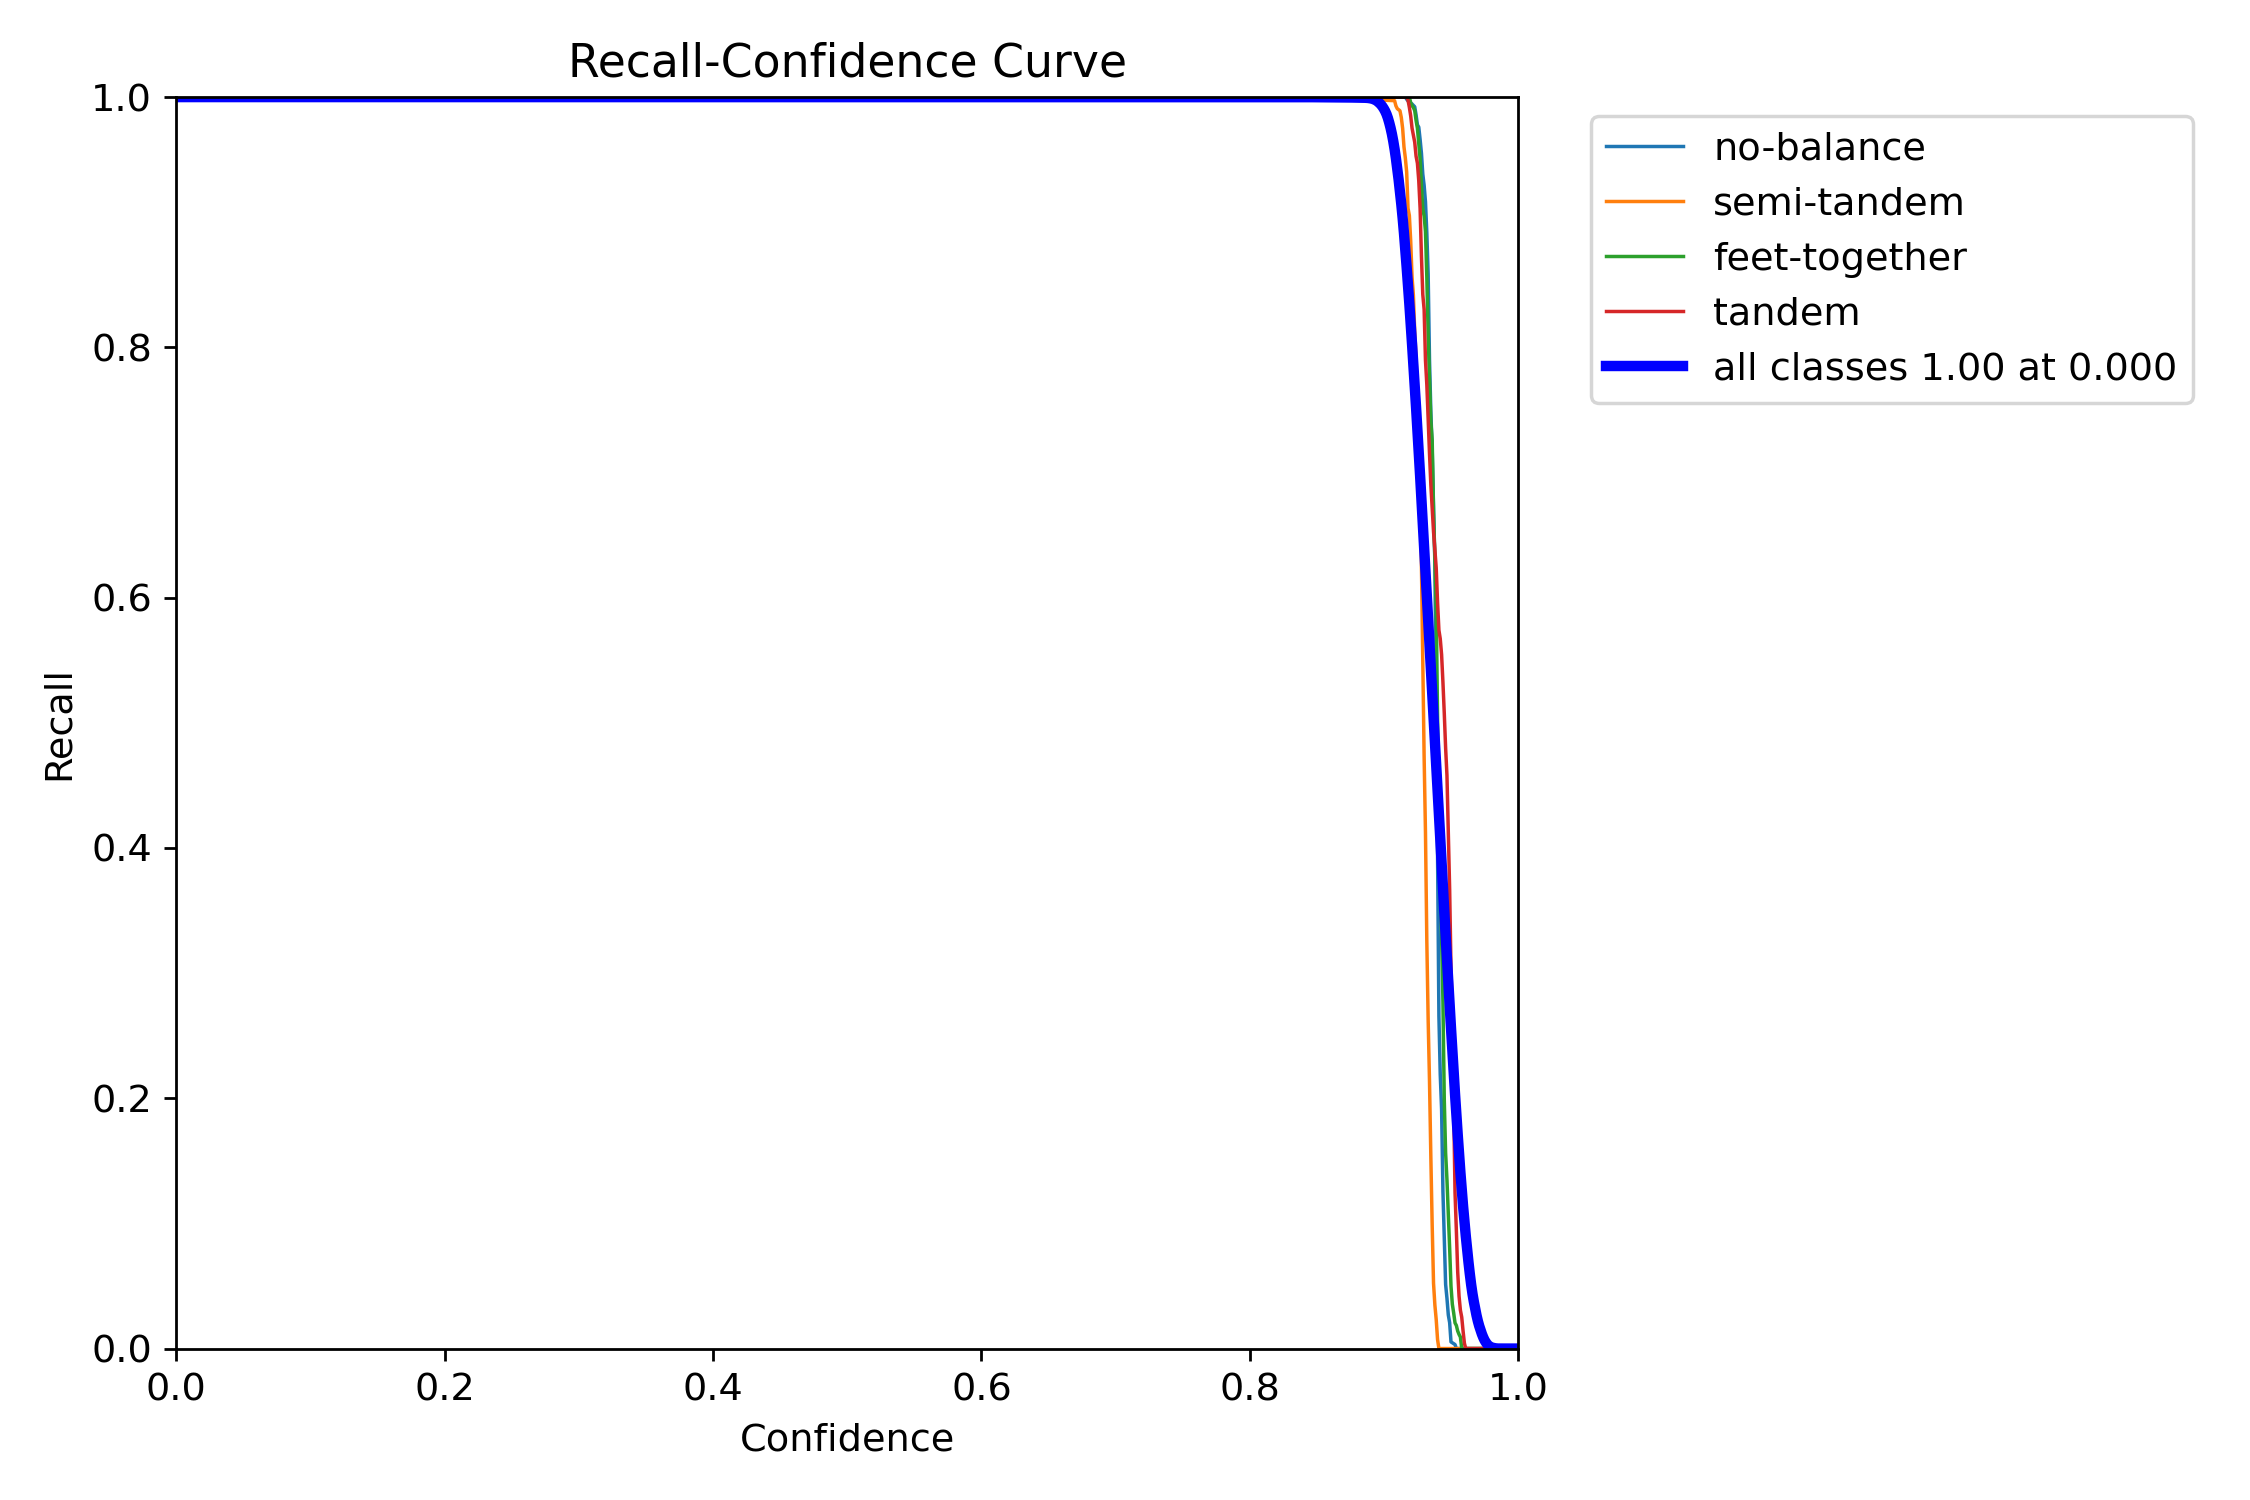 Recall-Confidence Curve
1.0
0.8
0.6
0.4
0.2
0.0
Recall
0.0 0.2 0.4 0.6 0.8 1.0
Confidence
no-balance
semi-tandem
feet-together
tandem
all classes 1.00 at 0.000